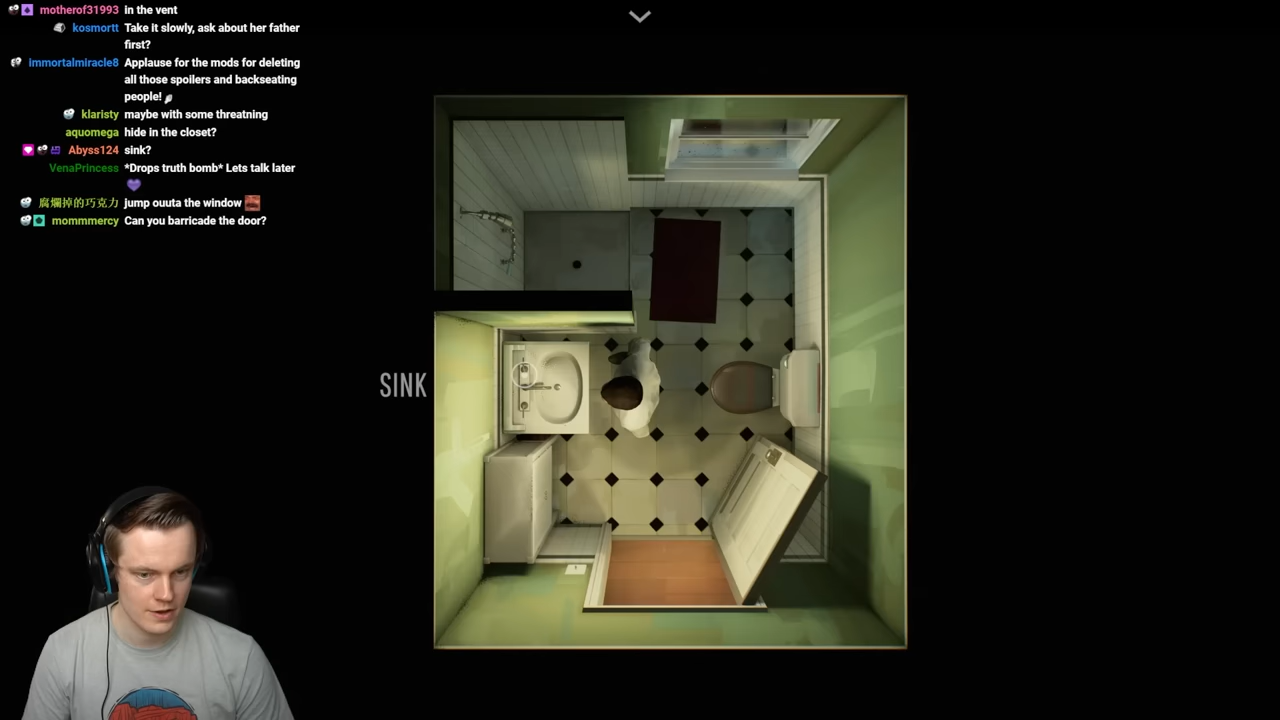 motherof31993 in the vent
kosmortt Take it slowly, ask about her father
first?
immortalmiracle8 Applause for the mods for deleting
all those spoilers and backseating
people!
klaristy maybe with some threatning
aquomega hide in the closet?
Abyss124 sink?
VenaPrincess *Drops truth bomb* Lets talk later
腐爛掉的巧克力 jump ouuta the window
mommmercy Can you barricade the door?
SINK